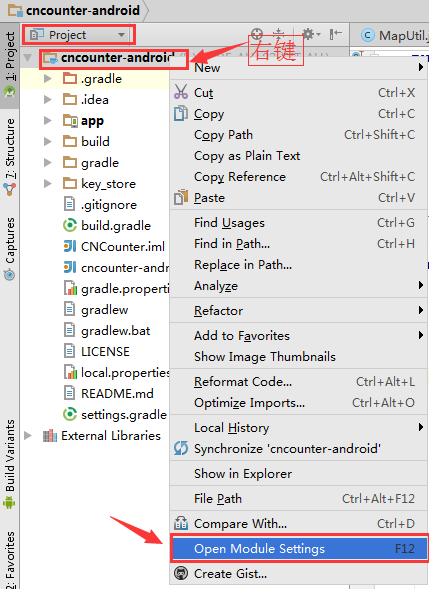 cncounter-android
Project
MapUtil.
1: Project
7: Structure
Captures
Build Variants
2: Favorites
cncounter-android
右键
.gradle
.idea
app
build
gradle
key_store
.gitignore
build.gradle
CNCounter.iml
cncounter-andr
gradle.propertie
gradlew
gradlew.bat
LICENSE
local.properties
README.md
settings.gradle
External Libraries
New
Cut Ctrl+X
Copy Ctrl+C
Copy Path Ctrl+Shift+C
Copy as Plain Text
Copy Reference Ctrl+Alt+Shift+C
Paste Ctrl+V
Find Usages Ctrl+G
Find in Path... Ctrl+H
Replace in Path...
Analyze
Refactor
Add to Favorites
Show Image Thumbnails
Reformat Code... Ctrl+Alt+L
Optimize Imports... Ctrl+Alt+O
Local History
Synchronize 'cncounter-android'
Show in Explorer
File Path Ctrl+Alt+F12
Compare With... Ctrl+D
Open Module Settings F12
Create Gist...